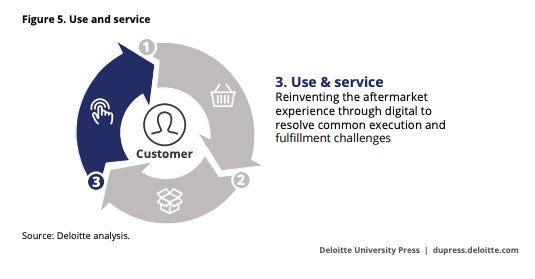 Figure 5. Use and service
1
3. Use & service
Reinventing the aftermarket
experience through digital to
resolve common execution and
fulfillment challenges
Customer
3
2
Source: Deloitte analysis.
Deloitte University Press | dupress.deloitte.com